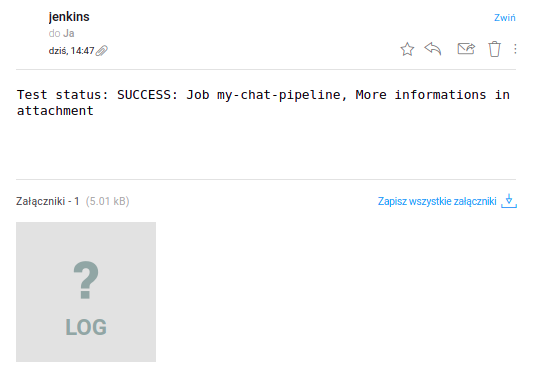 jenkins
Zwiń
do Ja
dziś, 14:47
Test status: SUCCESS: Job my-chat-pipeline, More informations in
attachment
Załączniki - 1 (5.01 kB)
Zapisz wszystkie załączniki
?
LOG